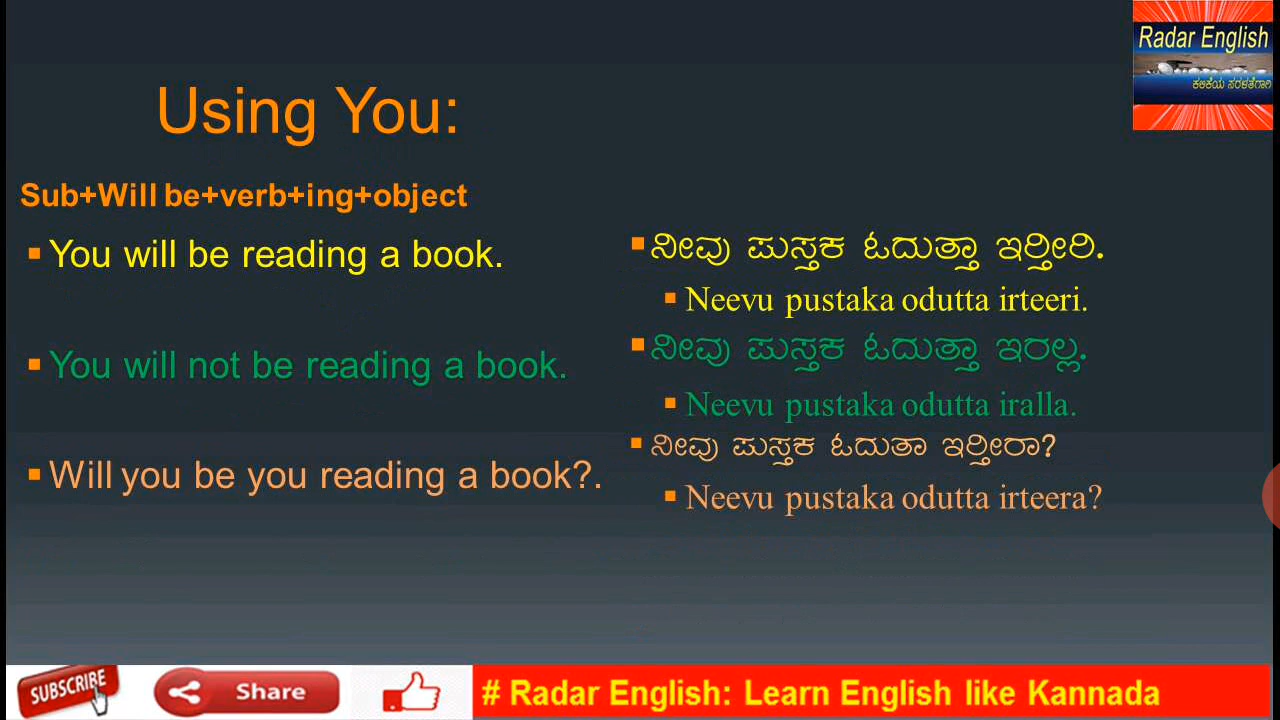 Radar English
ಕಲಿಕೆಯ ಸರಳತೆಗಾರಿ
Using You:
Sub+Will be+verb+ing+object
▪ You will be reading a book.
▪ You will not be reading a book.
▪ Will you be you reading a book?.
▪ ನೀವು ಪುಸ್ತಕ ಓದುತ್ತಾ ಇರ್‍ತೀರಿ.
▪ Neevu pustaka odutta irteeri.
▪ ನೀವು ಪುಸ್ತಕ ಓದುತ್ತಾ ಇರಲ್ಲ.
▪ Neevu pustaka odutta iralla.
▪ ನೀವು ಪುಸ್ತಕ ಓದುತಾ ಇರ್‍ತೀರಾ?
▪ Neevu pustaka odutta irteera?
SUBSCRIBE
Share
# Radar English: Learn English like Kannada